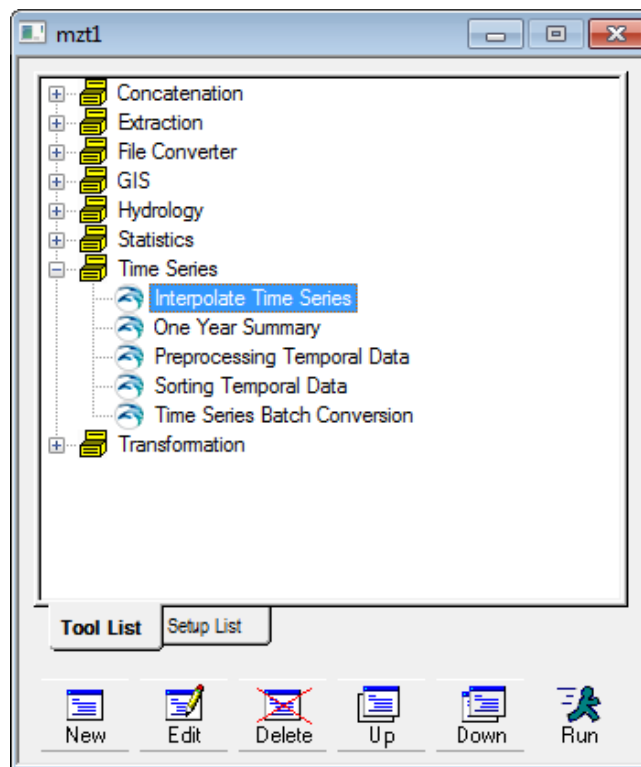 mzt1
Concatenation
Extraction
File Converter
GIS
Hydrology
Statistics
Time Series
Interpolate Time Series
One Year Summary
Preprocessing Temporal Data
Sorting Temporal Data
Time Series Batch Conversion
Transformation
Tool List Setup List
New Edit Delete Up Down Run